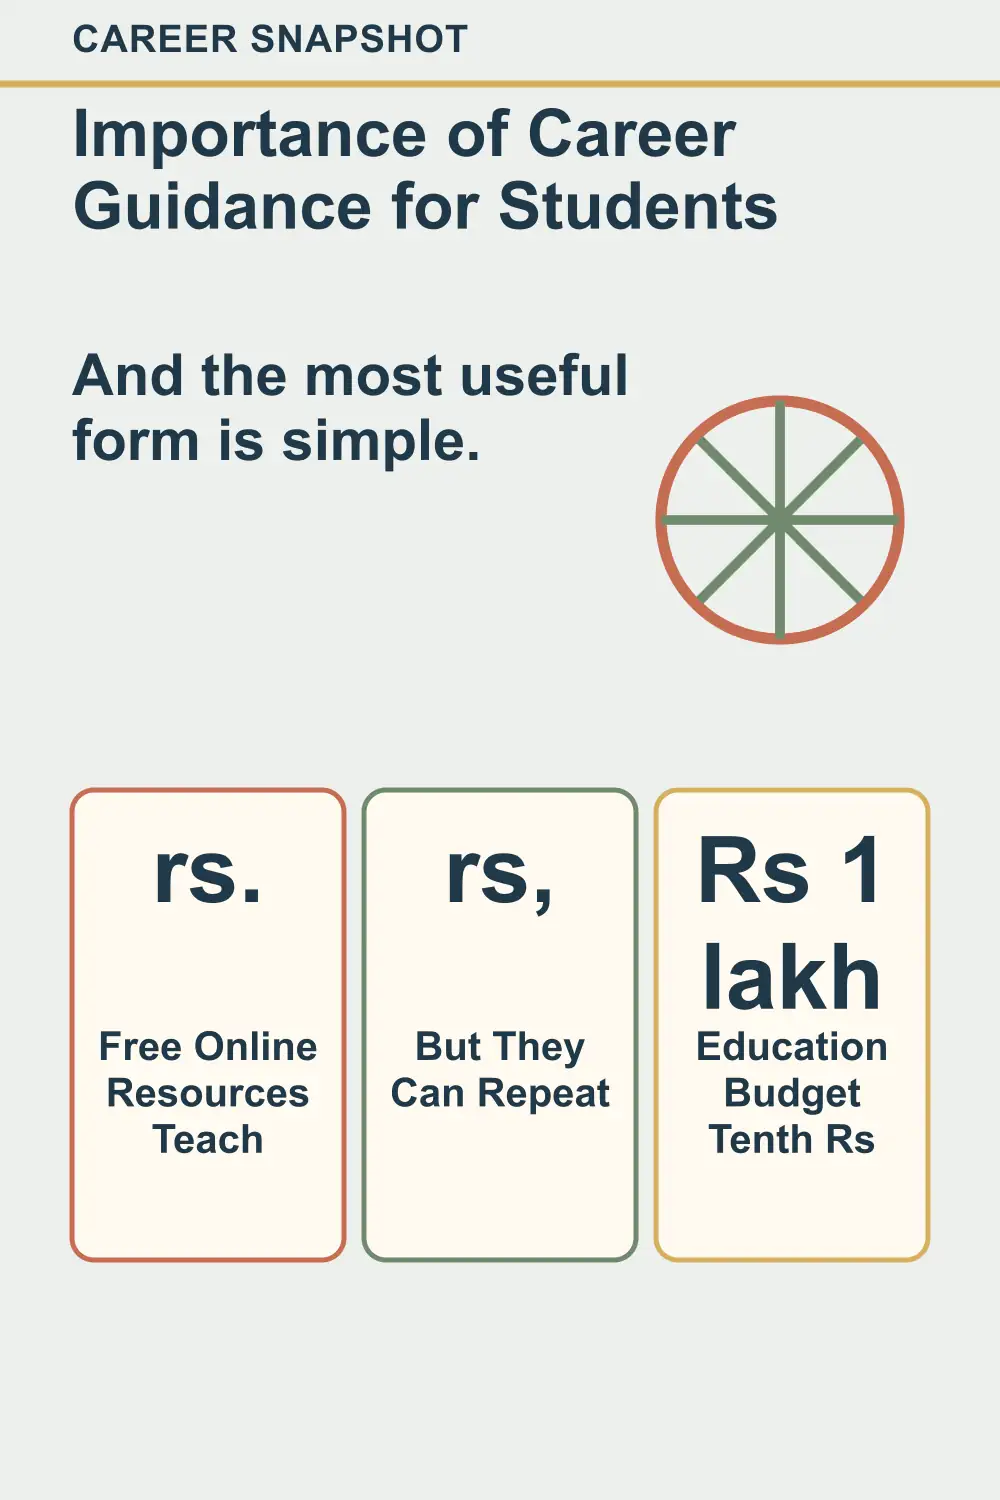 CAREER SNAPSHOT
Importance of Career
Guidance for Students
And the most useful
form is simple.
rs.
Free Online
Resources
Teach
rs,
But They
Can Repeat
Rs 1
lakh
Education
Budget
Tenth Rs